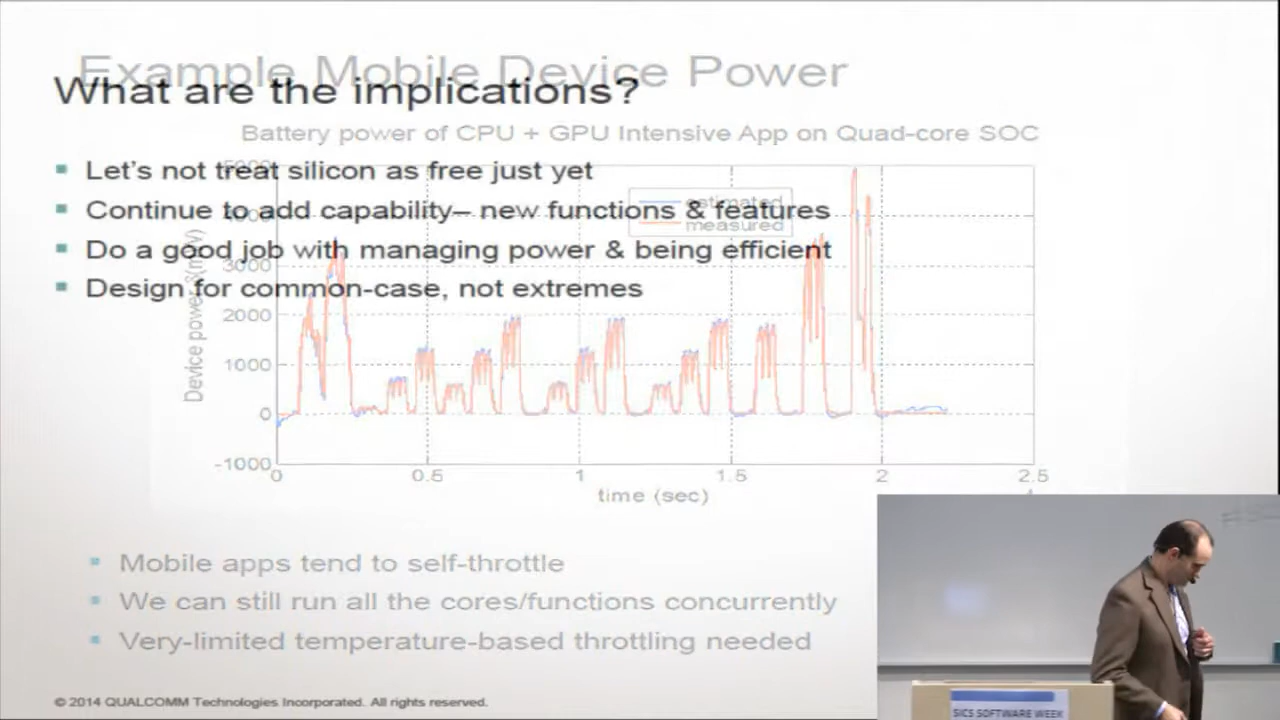 Example Mobile Device Power
What are the implications?
Battery power of CPU + GPU Intensive App on Quad-core SOC
Let's not treat silicon as free just yet
Continue to add capability– new functions & features
Do a good job with managing power & being efficient
Design for common-case, not extremes
estimated
measured
5000
4000
3000
2000
1000
0
-1000
Device power
0 0.5 1 1.5 2 2.5
time (sec)
Mobile apps tend to self-throttle
We can still run all the cores/functions concurrently
Very-limited temperature-based throttling needed
© 2014 QUALCOMM Technologies Incorporated. All rights reserved.
SICS SOFTWARE WEEK